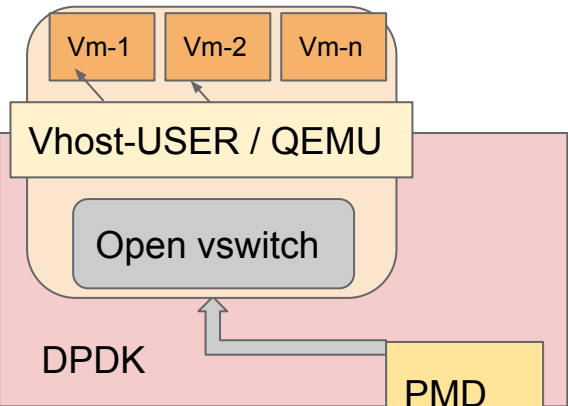 Vm-1 Vm-2 Vm-n
Vhost-USER / QEMU
Open vswitch
DPDK
PMD